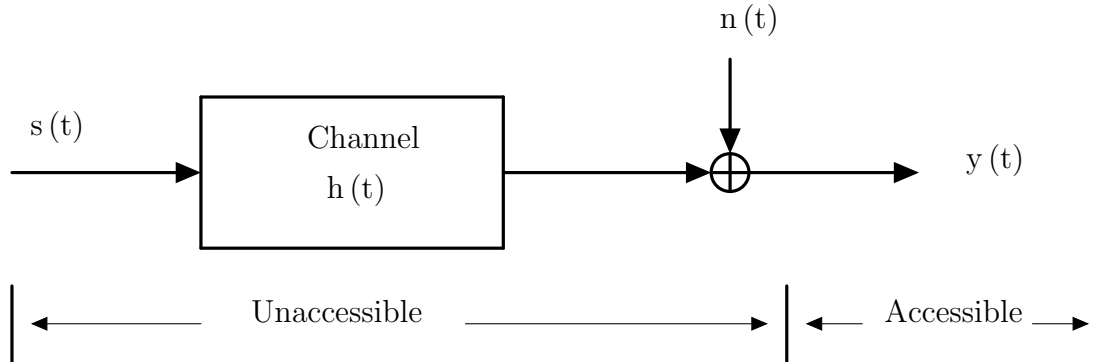 n (t)
s (t)
Channel
h (t)
y (t)
Unaccessible
Accessible